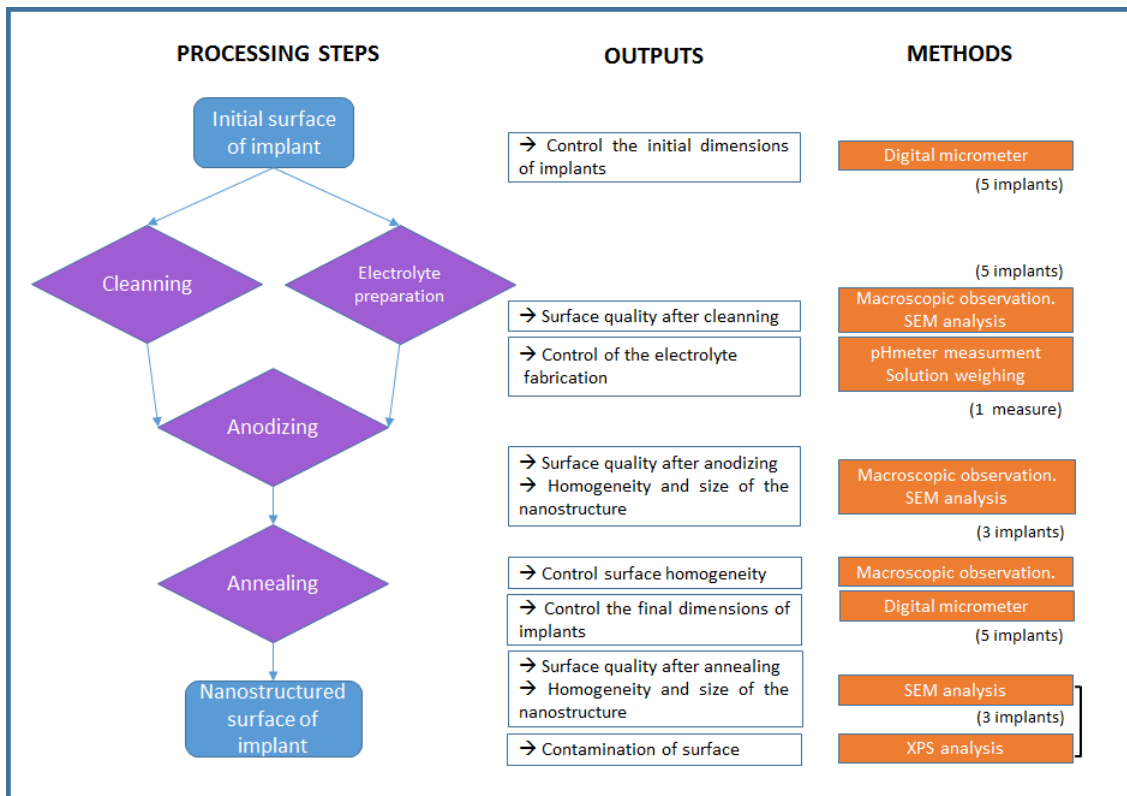 PROCESSING STEPS
OUTPUTS
METHODS
Initial surface
of implant
→ Control the initial dimensions
of implants
Digital micrometer
(5 implants)
Cleanning
Electrolyte
preparation
(5 implants)
→ Surface quality after cleanning
Macroscopic observation.
SEM analysis
→ Control of the electrolyte
fabrication
pHmeter measurment
Solution weighing
(1 measure)
Anodizing
→ Surface quality after anodizing
→ Homogeneity and size of the
nanostructure
Macroscopic observation.
SEM analysis
(3 implants)
Annealing
→ Control surface homogeneity
Macroscopic observation.
→ Control the final dimensions of
implants
Digital micrometer
(5 implants)
Nanostructured
surface of
implant
→ Surface quality after annealing
→ Homogeneity and size of the
nanostructure
SEM analysis
(3 implants)
→ Contamination of surface
XPS analysis